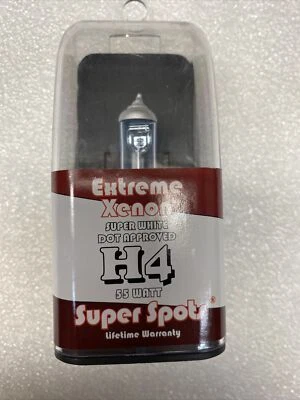 Extreme
Xenon
SUPER WHITE
DOT APPROVED
H4
55 WATT
Super Spots®
Lifetime Warranty